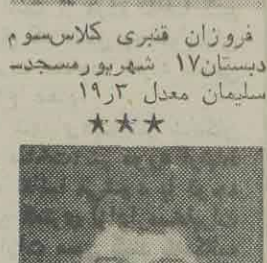 فروزان قنبری کلاس‌سوم
دبستان ۱۷ شهریور مسجد-
سلیمان معدل ۱۹٫۳
★★★